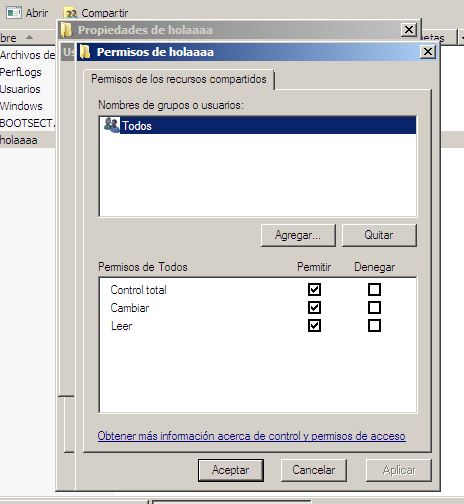 Abrir
Compartir
bre
etas
Archivos de
PerfLogs
Usuarios
Windows
BOOTSECT.
holaaaa
Propiedades de holaaaa
Us
Permisos de holaaaa
Permisos de los recursos compartidos
Nombres de grupos o usuarios:
Todos
Agregar...
Quitar
Permisos de Todos
Permitir
Denegar
Control total
Cambiar
Leer
Obtener más información acerca de control y permisos de acceso
Aceptar
Cancelar
Aplicar